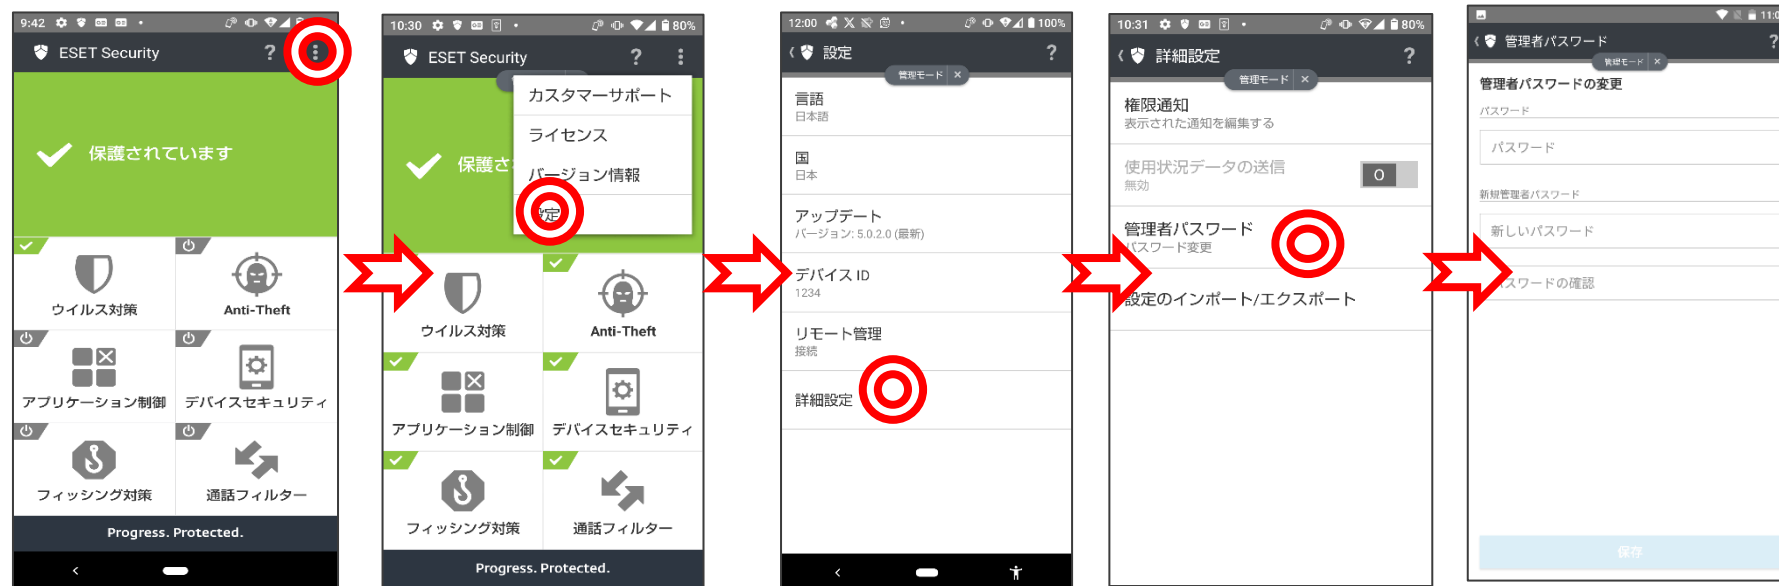 9:42
ESET Security
?
保護されています
ウイルス対策
Anti-Theft
アプリケーション制御
デバイスセキュリティ
フィッシング対策
通話フィルター
Progress. Protected.
10:30
80%
ESET Security
?
カスタマーサポート
ライセンス
バージョン情報
設定
保護さ
ウイルス対策
Anti-Theft
アプリケーション制御
デバイスセキュリティ
フィッシング対策
通話フィルター
Progress. Protected.
12:00
100%
設定
?
管理モード ×
言語
日本語
国
日本
アップデート
バージョン: 5.0.2.0 (最新)
デバイス ID
1234
リモート管理
接続
詳細設定
10:31
80%
詳細設定
?
管理モード ×
権限通知
表示された通知を編集する
使用状況データの送信
無効
管理者パスワード
パスワード変更
設定のインポート/エクスポート
11:0
管理者パスワード
?
管理モード ×
管理者パスワードの変更
パスワード
パスワード
新規管理者パスワード
新しいパスワード
スワードの確認
保存